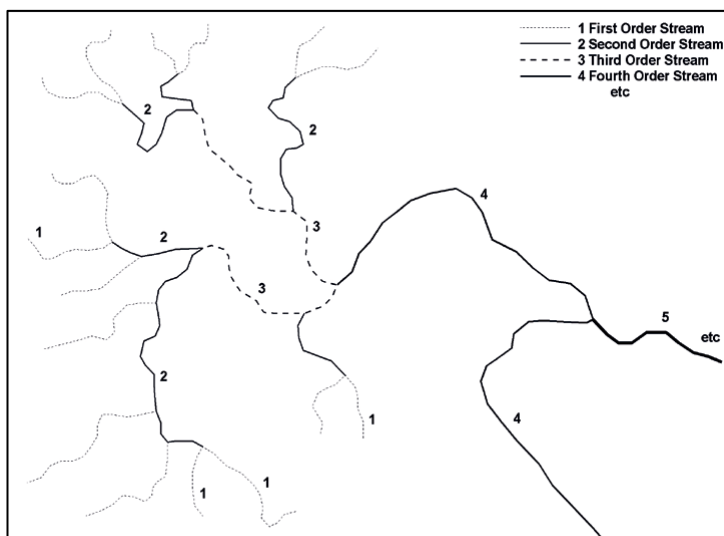 1 First Order Stream
2 Second Order Stream
3 Third Order Stream
4 Fourth Order Stream
etc
2
2
4
3
1
2
3
5
etc
2
4
1
1
1